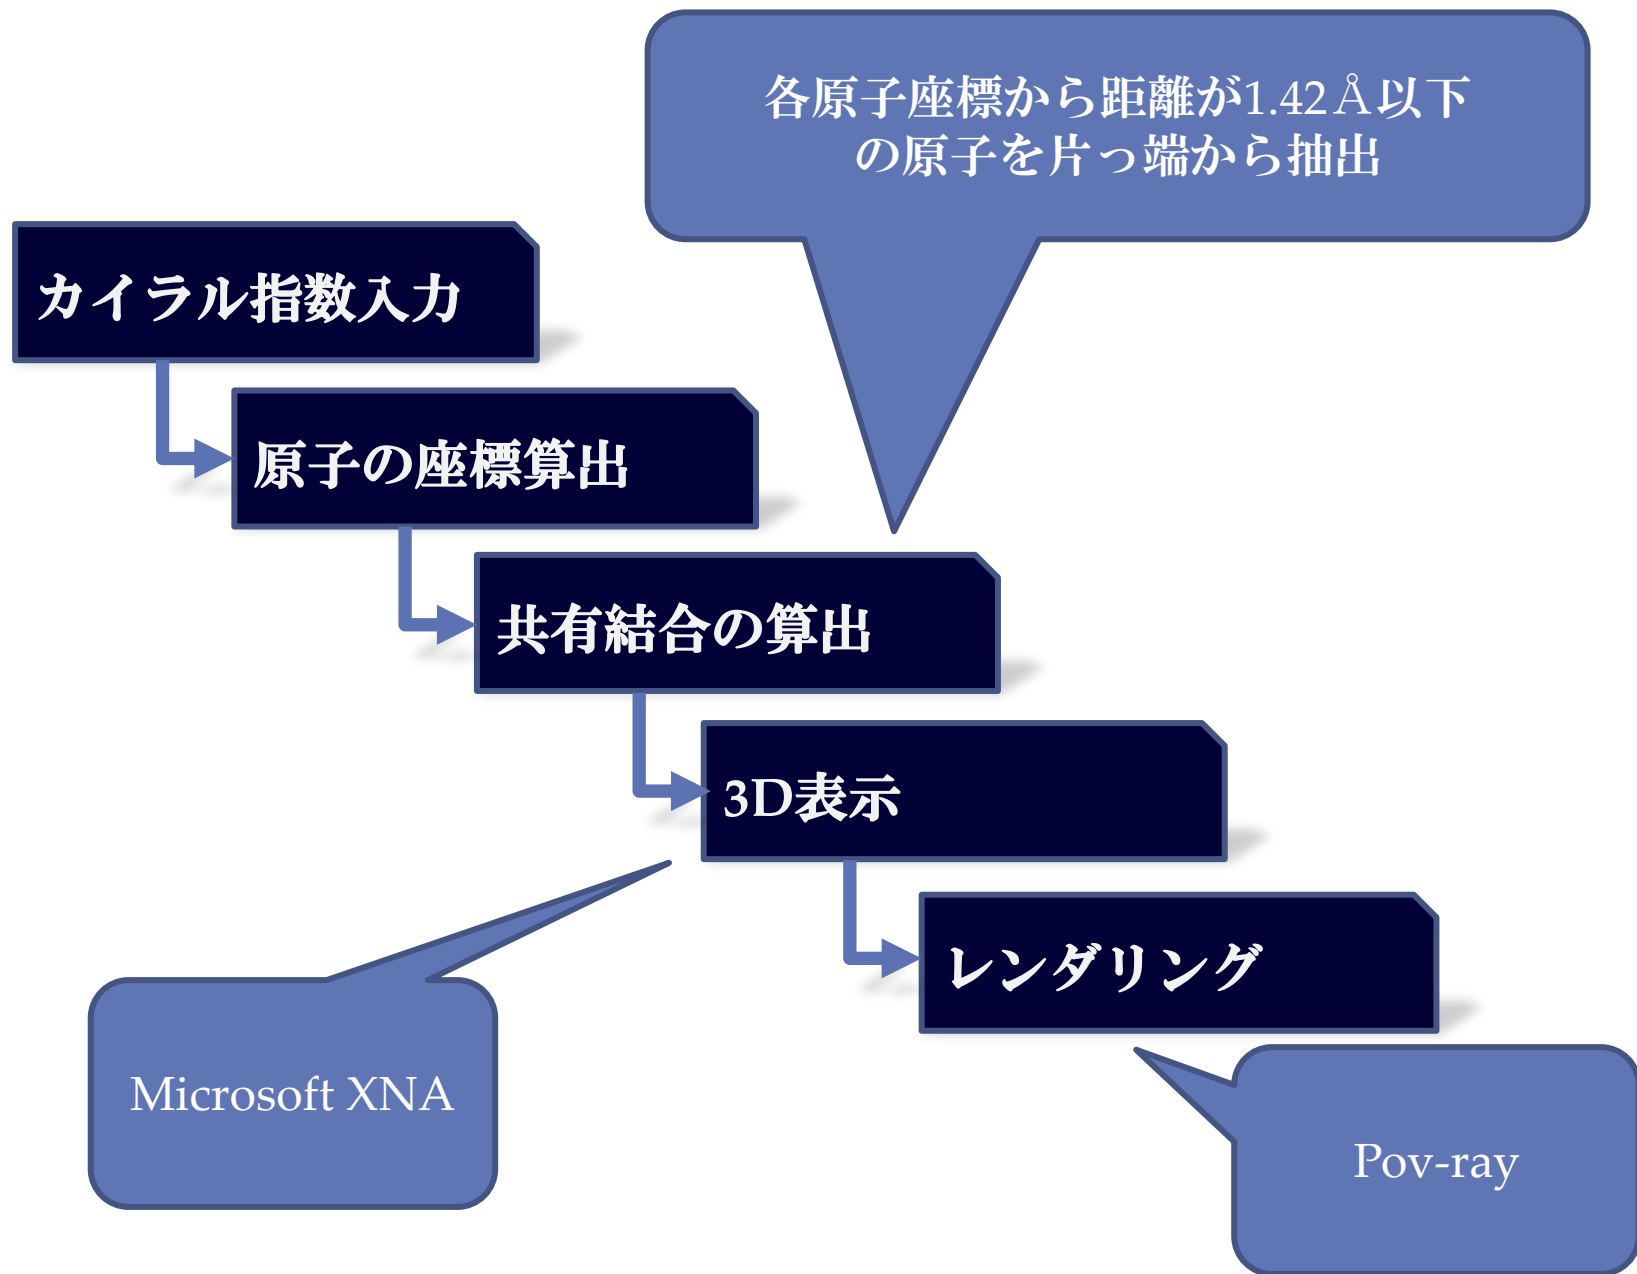 各原子座標から距離が1.42Å以下
の原子を片っ端から抽出
カイラル指数入力
原子の座標算出
共有結合の算出
3D表示
レンダリング
Microsoft XNA
Pov-ray